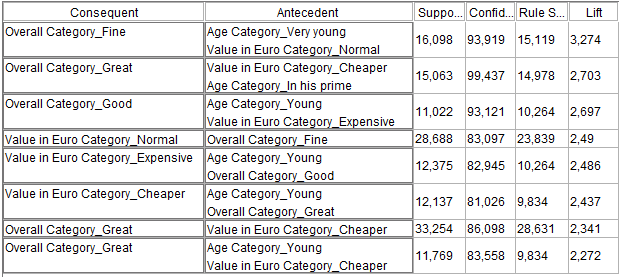 Consequent Antecedent Suppo... Confid... Rule S... Lift
Overall Category_Fine Age Category_Very young 16,098 93,919 15,119 3,274
Value in Euro Category_Normal
Overall Category_Great Value in Euro Category_Cheaper 15,063 99,437 14,978 2,703
Age Category_In his prime
Overall Category_Good Age Category_Young 11,022 93,121 10,264 2,697
Value in Euro Category_Expensive
Value in Euro Category_Normal Overall Category_Fine 28,688 83,097 23,839 2,49
Value in Euro Category_Expensive Age Category_Young 12,375 82,945 10,264 2,486
Overall Category_Good
Value in Euro Category_Cheaper Age Category_Young 12,137 81,026 9,834 2,437
Overall Category_Great
Overall Category_Great Value in Euro Category_Cheaper 33,254 86,098 28,631 2,341
Overall Category_Great Age Category_Young 11,769 83,558 9,834 2,272
Value in Euro Category_Cheaper